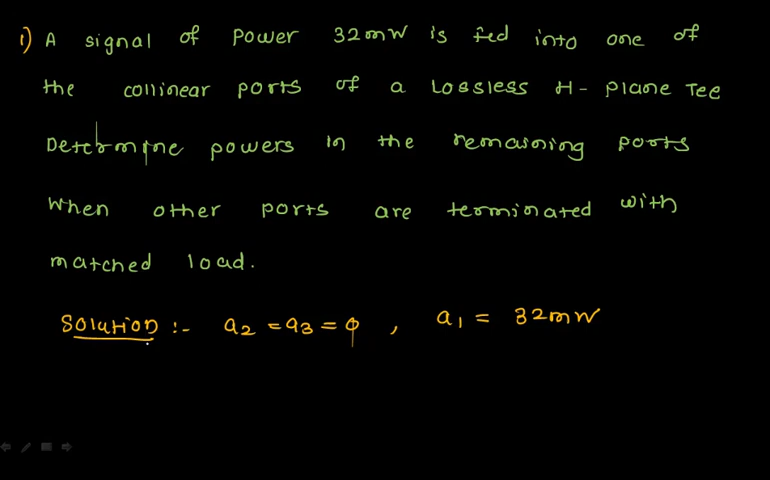 1) A signal of power 32mW is fed into one of
the collinear ports of a Lossless H-plane Tee
Determine powers in the remaining ports
When other ports are terminated with
matched load.
Solution :- a2 = a3 = φ , a1 = 32mW